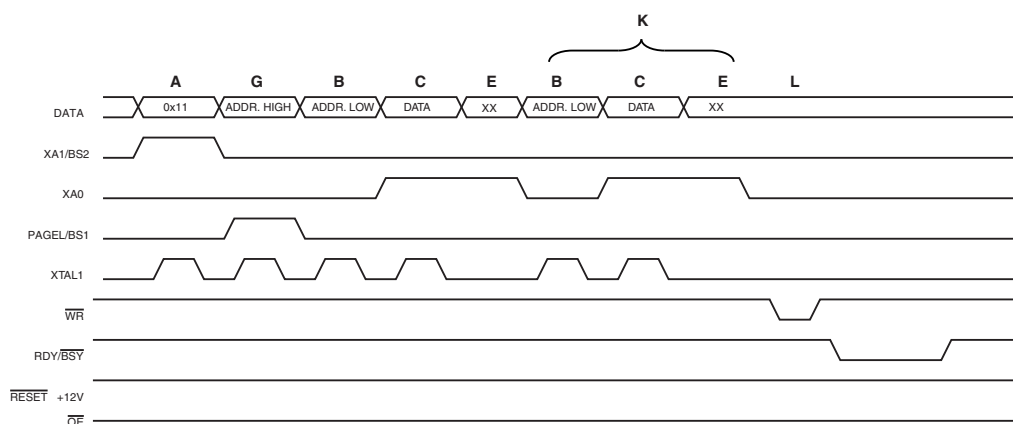 K
A G B C E B C E L
DATA 0x11 ADDR. HIGH ADDR. LOW DATA XX ADDR. LOW DATA XX
XA1/BS2
XA0
PAGEL/BS1
XTAL1
WR
RDY/BSY
RESET +12V
OE